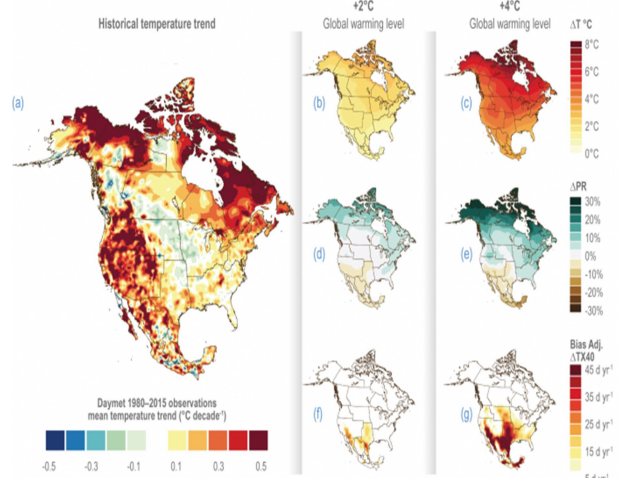 +2°C
+4°C
Historical temperature trend
Global warming level
Global warming level
ΔT °C
(a)
(b)
(c)
8°C
6°C
4°C
2°C
0°C
(d)
(e)
ΔPR
30%
20%
10%
0%
-10%
-20%
-30%
(f)
(g)
Bias Adj.
ΔTX40
45 d yr⁻¹
35 d yr⁻¹
25 d yr⁻¹
15 d yr⁻¹
5 d yr⁻¹
Daymet 1980–2015 observations
mean temperature trend (°C decade⁻¹)
-0.5 -0.3 -0.1 0.1 0.3 0.5